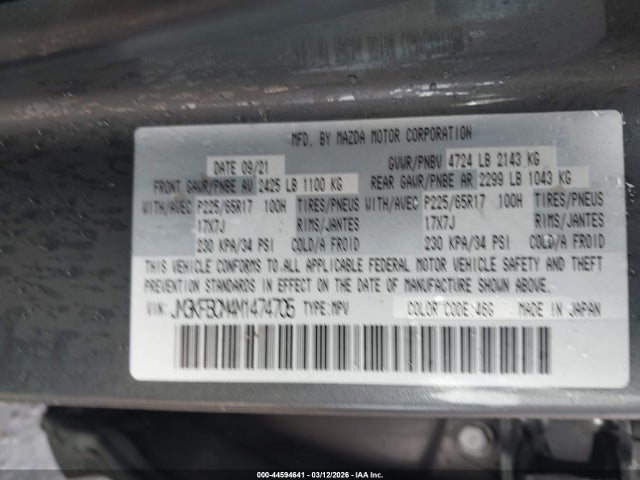 MFD. BY MAZDA MOTOR CORPORATION
DATE 09/21 GVWR/PNBV 4724 LB 2143 KG
FRONT GAWR/PNBE AV 2425 LB 1100 KG REAR GAWR/PNBE AR 2299 LB 1043 KG
WITH/AVEC P225/65R17 100H TIRES/PNEUS WITH/AVEC P225/65R17 100H TIRES/PNEUS
17X7J RIMS/JANTES 17X7J RIMS/JANTES
230 KPA/34 PSI COLD/A FROID 230 KPA/34 PSI COLD/A FROID
THIS VEHICLE CONFORMS TO ALL APPLICABLE FEDERAL MOTOR VEHICLE SAFETY AND THEFT
PREVENTION STANDARDS IN EFFECT ON THE DATE OF MANUFACTURE SHOWN ABOVE.
VIN: JM3KFBCM4M1474705 TYPE:MPV COLOR CODE:46G MADE IN JAPAN
000-44594641 - 03/12/2026 - IAA, Inc.